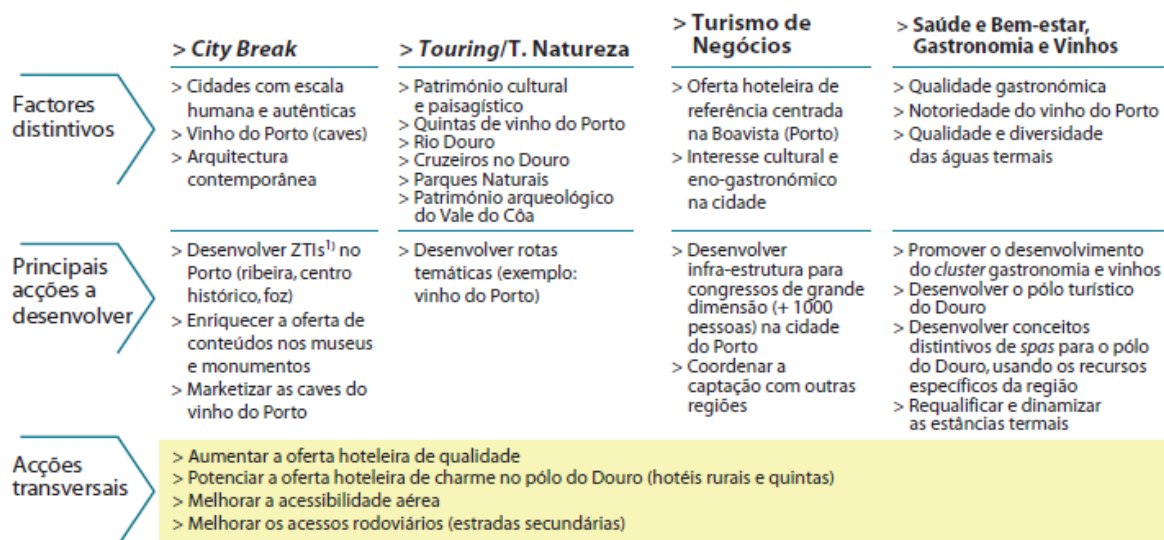 > City Break
> Touring/T. Natureza
> Turismo de
Negócios
> Saúde e Bem-estar,
Gastronomia e Vinhos
Factores
distintivos
> Cidades com escala
humana e autênticas
> Vinho do Porto (caves)
> Arquitectura
contemporânea
> Património cultural
e paisagístico
> Quintas de vinho do Porto
> Rio Douro
> Cruzeiros no Douro
> Parques Naturais
> Património arqueológico
do Vale do Côa
> Oferta hoteleira de
referência centrada
na Boavista (Porto)
> Interesse cultural e
eno-gastronómico
na cidade
> Qualidade gastronómica
> Notoriedade do vinho do Porto
> Qualidade e diversidade
das águas termais
Principais
acções a
desenvolver
> Desenvolver ZTIs1) no
Porto (ribeira, centro
histórico, foz)
> Enriquecer a oferta de
conteúdos nos museus
e monumentos
> Marketizar as caves do
vinho do Porto
> Desenvolver rotas
temáticas (exemplo:
vinho do Porto)
> Desenvolver
infra-estrutura para
congressos de grande
dimensão (+ 1000
pessoas) na cidade
do Porto
> Coordenar a
captação com outras
regiões
> Promover o desenvolvimento
do cluster gastronomia e vinhos
> Desenvolver o pólo turístico
do Douro
> Desenvolver conceitos
distintivos de spas para o pólo
do Douro, usando os recursos
específicos da região
> Requalificar e dinamizar
as estâncias termais
Acções
transversais
> Aumentar a oferta hoteleira de qualidade
> Potenciar a oferta hoteleira de charme no pólo do Douro (hotéis rurais e quintas)
> Melhorar a acessibilidade aérea
> Melhorar os acessos rodoviários (estradas secundárias)